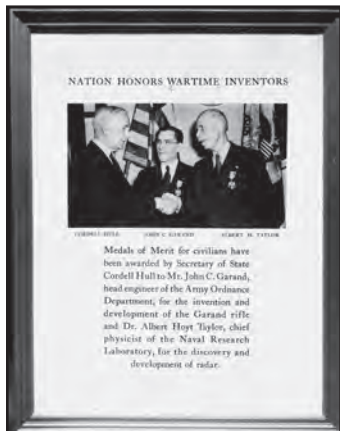 NATION HONORS WARTIME INVENTORS
CORDELL HULL JOHN C. GARAND ALBERT H. TAYLOR
Medals of Merit for civilians have
been awarded by Secretary of State
Cordell Hull to Mr. John C. Garand,
head engineer of the Army Ordnance
Department, for the invention and
development of the Garand rifle
and Dr. Albert Hoyt Taylor, chief
physicist of the Naval Research
Laboratory, for the discovery and
development of radar.